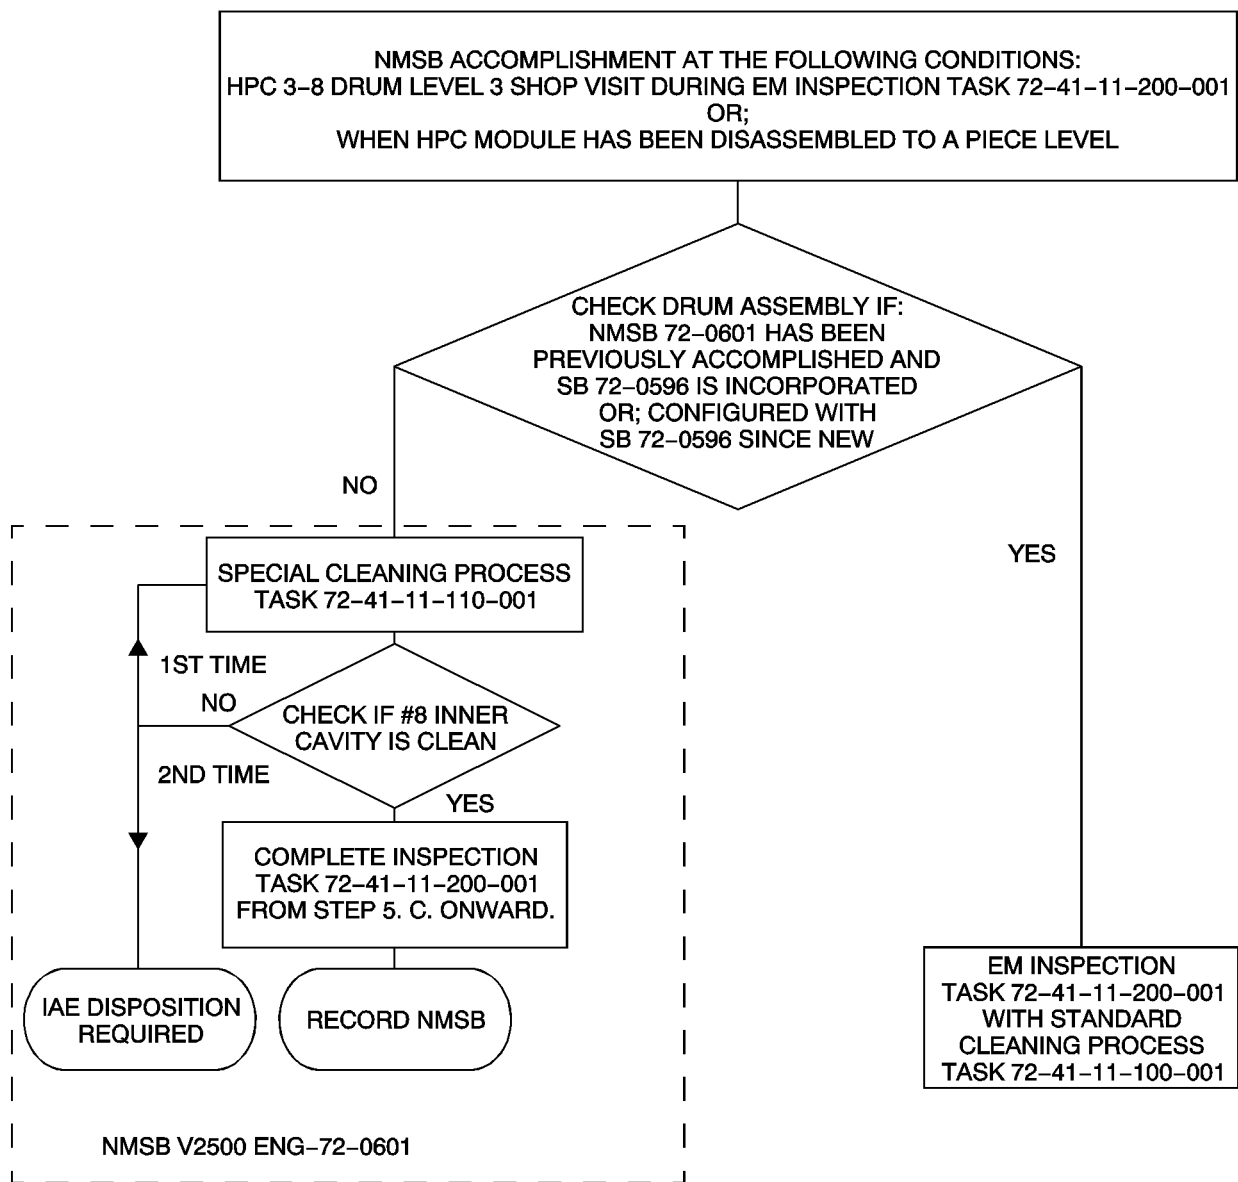 NMSB ACCOMPLISHMENT AT THE FOLLOWING CONDITIONS:
HPC 3–8 DRUM LEVEL 3 SHOP VISIT DURING EM INSPECTION TASK 72–41–11–200–001
OR;
WHEN HPC MODULE HAS BEEN DISASSEMBLED TO A PIECE LEVEL
CHECK DRUM ASSEMBLY IF:
NMSB 72–0601 HAS BEEN
PREVIOUSLY ACCOMPLISHED AND
SB 72–0596 IS INCORPORATED
OR; CONFIGURED WITH
SB 72–0596 SINCE NEW
NO
YES
SPECIAL CLEANING PROCESS
TASK 72–41–11–110–001
1ST TIME
NO
CHECK IF #8 INNER
CAVITY IS CLEAN
2ND TIME
YES
COMPLETE INSPECTION
TASK 72–41–11–200–001
FROM STEP 5. C. ONWARD.
IAE DISPOSITION
REQUIRED
RECORD NMSB
EM INSPECTION
TASK 72–41–11–200–001
WITH STANDARD
CLEANING PROCESS
TASK 72–41–11–100–001
NMSB V2500 ENG–72–0601